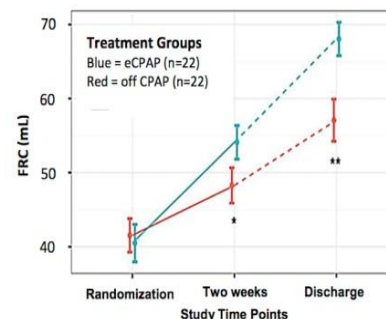 70
60
50
40
FRC (mL)
Treatment Groups
Blue = eCPAP (n=22)
Red = off CPAP (n=22)
*
**
Randomization Two weeks Discharge
Study Time Points